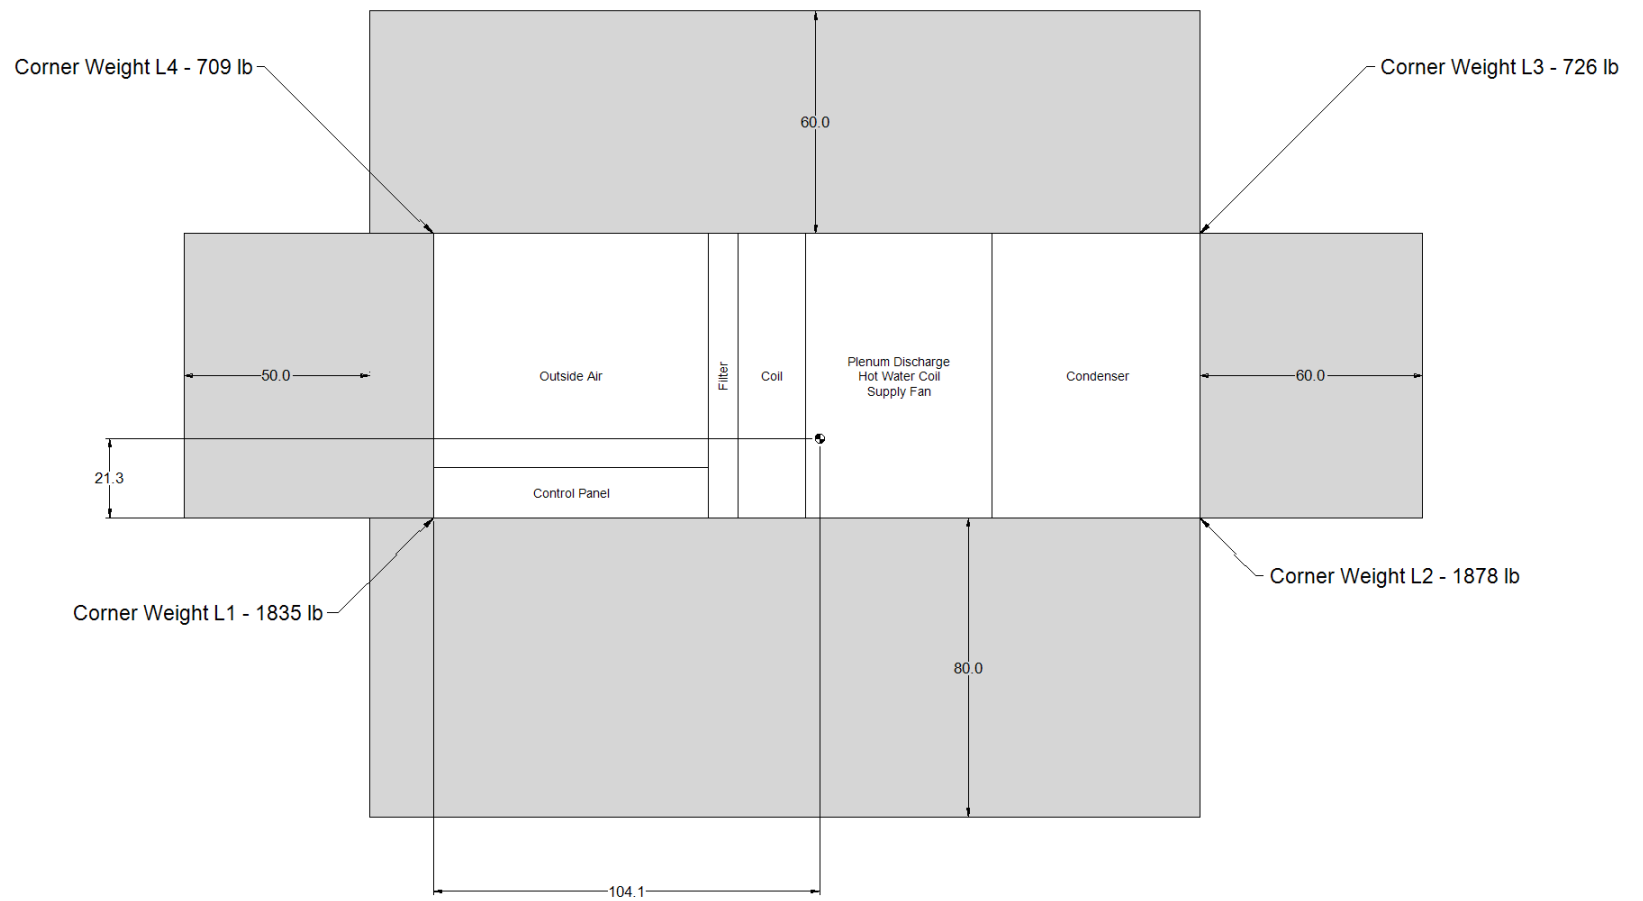 Corner Weight L4 - 709 lb
Corner Weight L3 - 726 lb
60.0
Outside Air
Filter
Coil
Plenum Discharge
Hot Water Coil
Supply Fan
Condenser
50.0
60.0
21.3
Control Panel
Corner Weight L2 - 1878 lb
Corner Weight L1 - 1835 lb
80.0
104.1